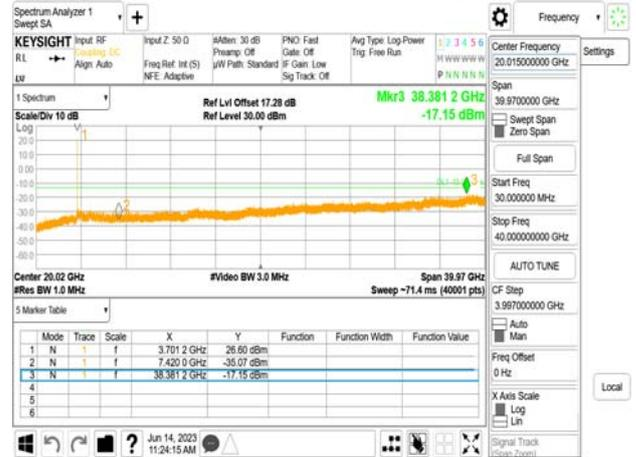 Spectrum Analyzer 1
Swept SA
+
Frequency
KEYSIGHT
RL
Input: RF
Coupling: DC
Align: Auto
Input Z: 50 Ω
Freq Ref: Int (S)
NFE: Adaptive
#Atten: 30 dB
Preamp: Off
µW Path: Standard
PNO: Fast
Gate: Off
IF Gain: Low
Sig Track: Off
Avg Type: Log-Power
Trig: Free Run
1 2 3 4 5 6
M W W W W W
P N N N N N
1 Spectrum
Scale/Div 10 dB
Ref Lvl Offset 17.28 dB
Ref Level 30.00 dBm
Mkr3 38.381 2 GHz
-17.15 dBm
Log
20.0
10.0
0.00
-10.0
-20.0
-30.0
-40.0
-50.0
-60.0
1
2
3
Center 20.02 GHz
#Res BW 1.0 MHz
#Video BW 3.0 MHz
Span 39.97 GHz
Sweep ~71.4 ms (40001 pts)
5 Marker Table
Mode Trace Scale X Y Function Function Width Function Value
1 N 1 f 3.701 2 GHz 26.60 dBm
2 N 1 f 7.420 0 GHz -35.07 dBm
3 N 1 f 38.381 2 GHz -17.15 dBm
4
5
6
Jun 14, 2023
11:24:15 AM
Center Frequency
20.015000000 GHz
Span
39.9700000 GHz
Swept Span
Zero Span
Full Span
Start Freq
30.000000 MHz
Stop Freq
40.000000000 GHz
AUTO TUNE
CF Step
3.997000000 GHz
Auto
Man
Freq Offset
0 Hz
X Axis Scale
Log
Lin
Signal Track
(Span Zoom)
Settings
Local